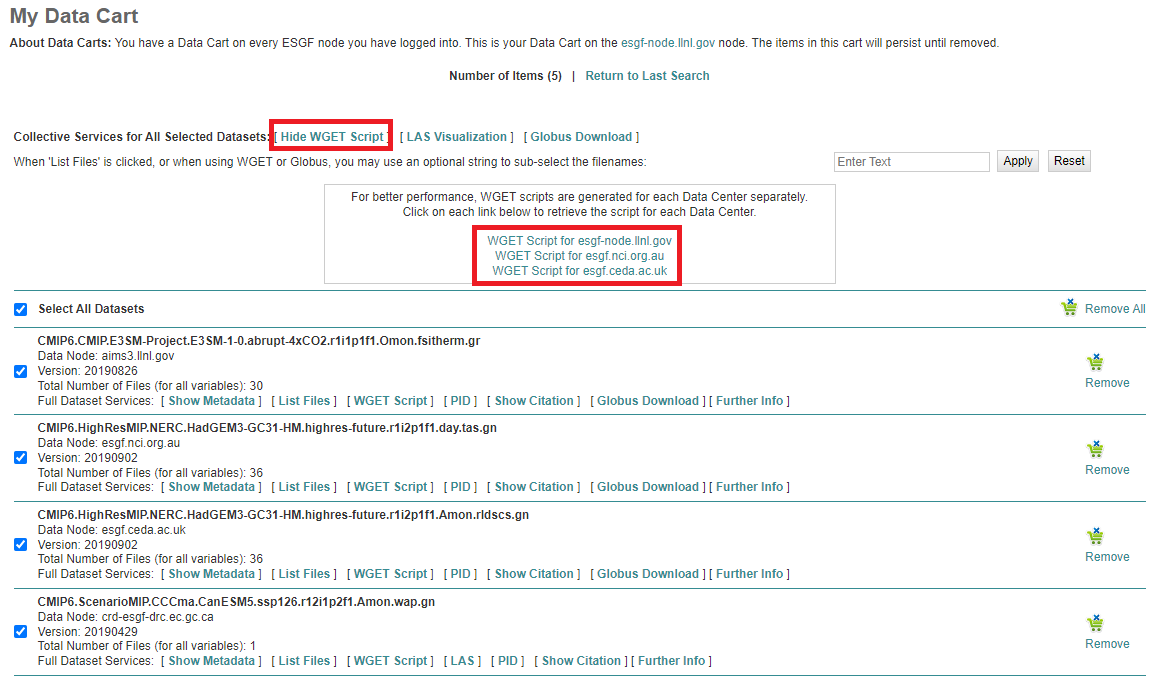 My Data Cart
About Data Carts: You have a Data Cart on every ESGF node you have logged into. This is your Data Cart on the esgf-node.llnl.gov node. The items in this cart will persist until removed.
Number of Items (5) | Return to Last Search
Collective Services for All Selected Datasets: [ Hide WGET Script ] [ LAS Visualization ] [ Globus Download ]
When 'List Files' is clicked, or when using WGET or Globus, you may use an optional string to sub-select the filenames: Enter Text Apply Reset
For better performance, WGET scripts are generated for each Data Center separately.
Click on each link below to retrieve the script for each Data Center.
WGET Script for esgf-node.llnl.gov
WGET Script for esgf.nci.org.au
WGET Script for esgf.ceda.ac.uk
Select All Datasets Remove All
CMIP6.CMIP.E3SM-Project.E3SM-1-0.abrupt-4xCO2.r1i1p1f1.Omon.fsitherm.gr
Data Node: aims3.llnl.gov
Version: 20190826
Total Number of Files (for all variables): 30
Full Dataset Services: [ Show Metadata ] [ List Files ] [ WGET Script ] [ PID ] [ Show Citation ] [ Globus Download ] [ Further Info ]
Remove
CMIP6.HighResMIP.NERC.HadGEM3-GC31-HM.highres-future.r1i2p1f1.day.tas.gn
Data Node: esgf.nci.org.au
Version: 20190902
Total Number of Files (for all variables): 36
Full Dataset Services: [ Show Metadata ] [ List Files ] [ WGET Script ] [ PID ] [ Show Citation ] [ Globus Download ] [ Further Info ]
Remove
CMIP6.HighResMIP.NERC.HadGEM3-GC31-HM.highres-future.r1i2p1f1.Amon.rldscs.gn
Data Node: esgf.ceda.ac.uk
Version: 20190902
Total Number of Files (for all variables): 36
Full Dataset Services: [ Show Metadata ] [ List Files ] [ WGET Script ] [ PID ] [ Show Citation ] [ Globus Download ] [ Further Info ]
Remove
CMIP6.ScenarioMIP.CCCma.CanESM5.ssp126.r12i1p2f1.Amon.wap.gn
Data Node: crd-esgf-drc.ec.gc.ca
Version: 20190429
Total Number of Files (for all variables): 1
Full Dataset Services: [ Show Metadata ] [ List Files ] [ WGET Script ] [ LAS ] [ PID ] [ Show Citation ] [ Further Info ]
Remove